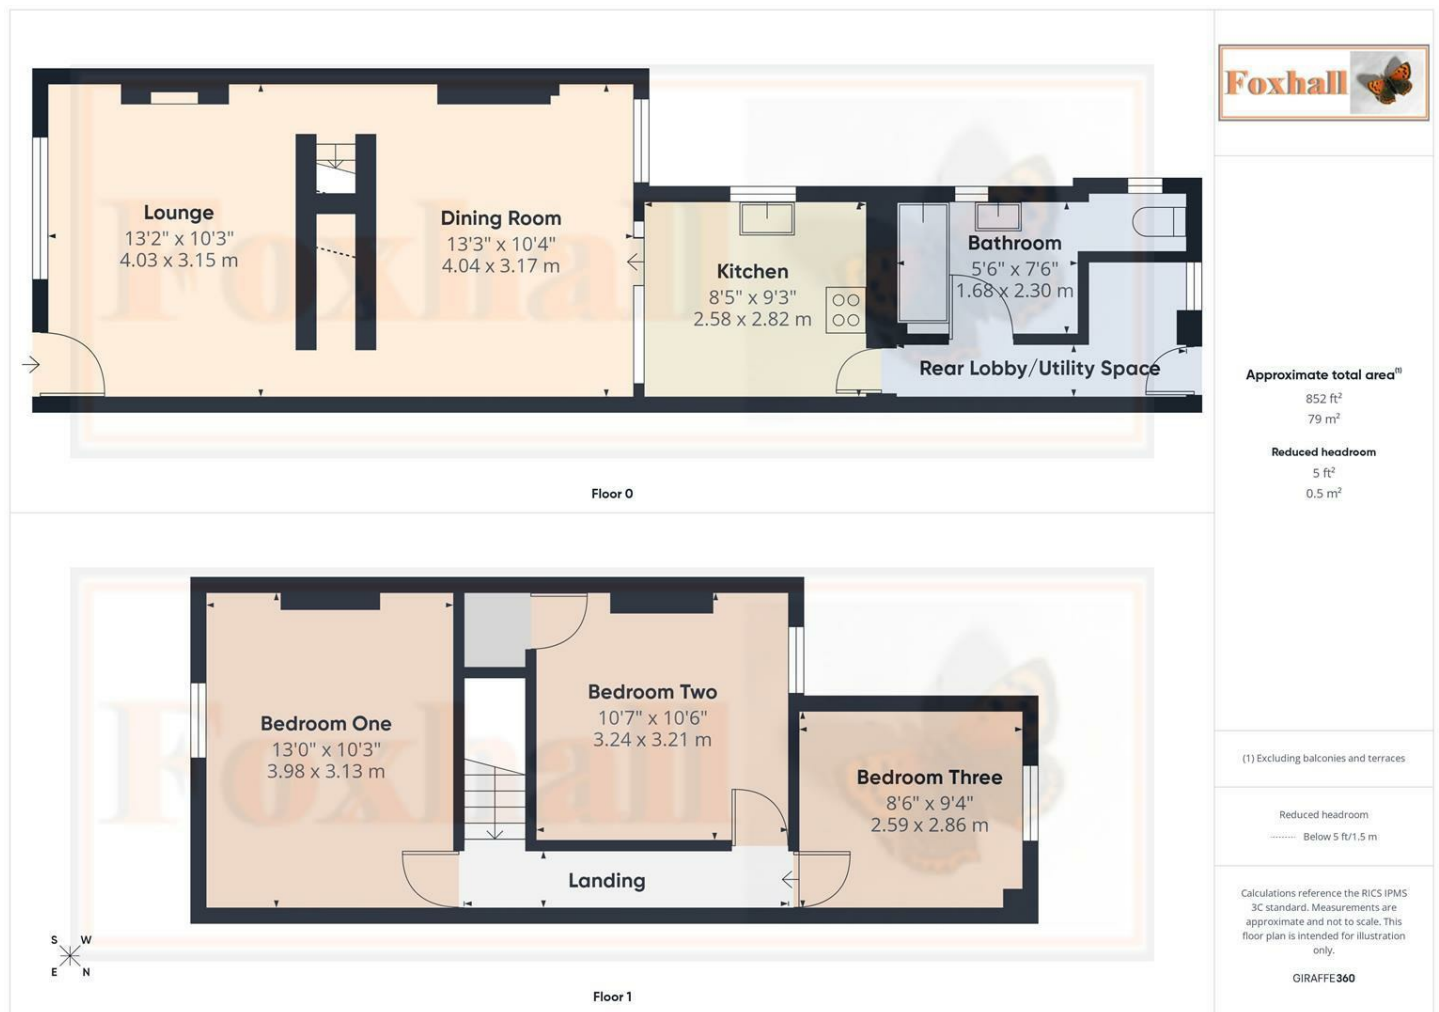 Foxhall
Lounge
13'2" x 10'3"
4.03 x 3.15 m
Dining Room
13'3" x 10'4"
4.04 x 3.17 m
Kitchen
8'5" x 9'3"
2.58 x 2.82 m
Bathroom
5'6" x 7'6"
1.68 x 2.30 m
Rear Lobby/Utility Space
Foxhall
Floor 0
Bedroom One
13'0" x 10'3"
3.98 x 3.13 m
Bedroom Two
10'7" x 10'6"
3.24 x 3.21 m
Bedroom Three
8'6" x 9'4"
2.59 x 2.86 m
Landing
Foxhall
S W
E N
Floor 1
Approximate total area(1)
852 ft²
79 m²
Reduced headroom
5 ft²
0.5 m²
(1) Excluding balconies and terraces
Reduced headroom
Below 5 ft/1.5 m
Calculations reference the RICS IPMS
3C standard. Measurements are
approximate and not to scale. This
floor plan is intended for illustration
only.
GIRAFFE360